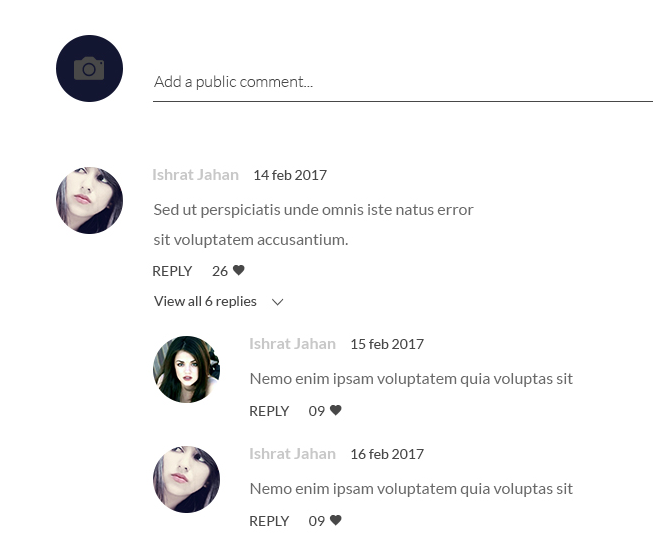 Add a public comment...
Ishrat Jahan 14 feb 2017
Sed ut perspiciatis unde omnis iste natus error
sit voluptatem accusantium.
REPLY 26
View all 6 replies
Ishrat Jahan 15 feb 2017
Nemo enim ipsam voluptatem quia voluptas sit
REPLY 09
Ishrat Jahan 16 feb 2017
Nemo enim ipsam voluptatem quia voluptas sit
REPLY 09